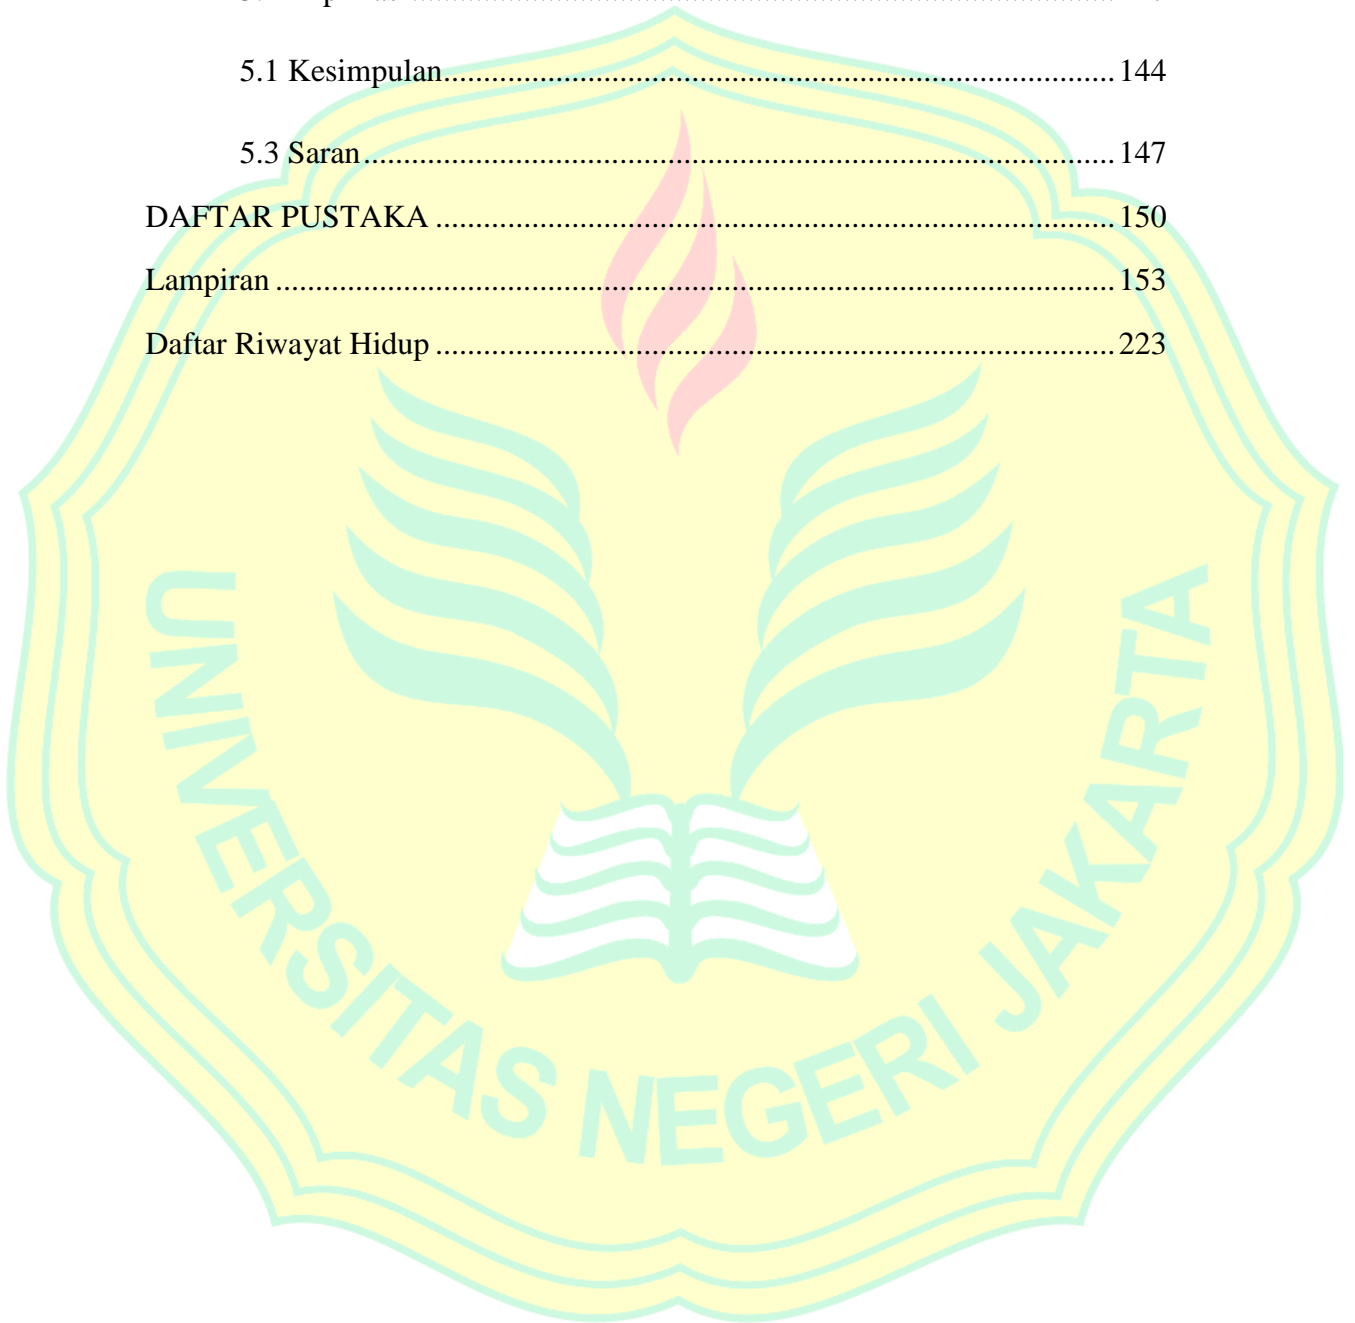 5.1 Kesimpulan.................................................................................... 144
5.3 Saran.............................................................................................. 147
DAFTAR PUSTAKA ..................................................................................... 150
Lampiran ......................................................................................................... 153
Daftar Riwayat Hidup ..................................................................................... 223
UNIVERSITAS NEGERI JAKARTA